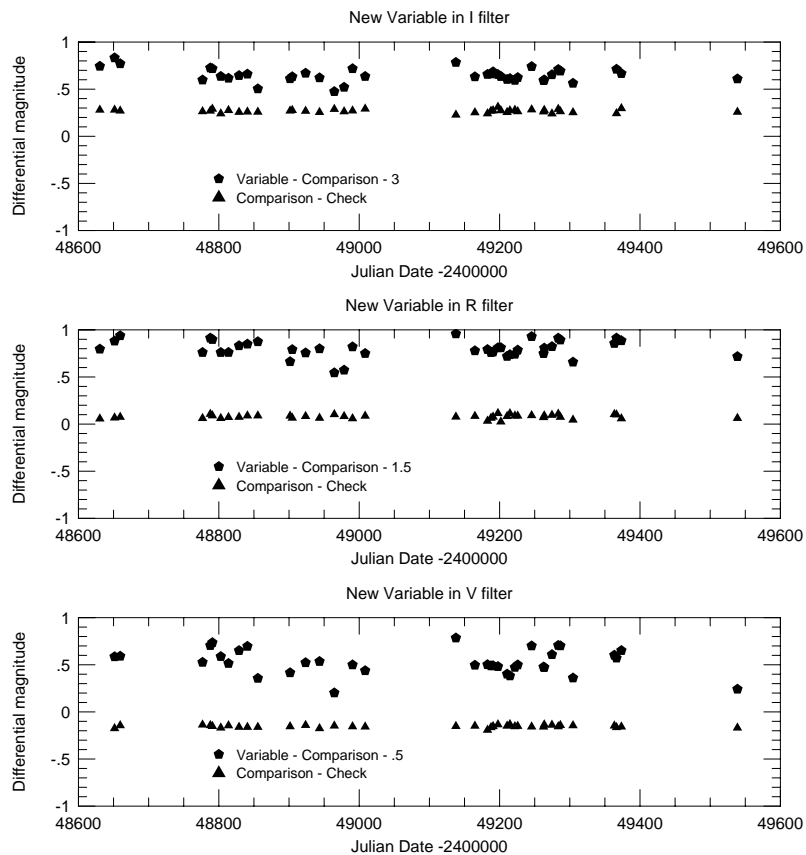 New Variable in I filter
1
.5
0
-.5
-1
Differential magnitude
Variable - Comparison - 3
Comparison - Check
48600 48800 49000 49200 49400 49600
Julian Date -2400000
New Variable in R filter
1
.5
0
-.5
-1
Differential magnitude
Variable - Comparison - 1.5
Comparison - Check
48600 48800 49000 49200 49400 49600
Julian Date -2400000
New Variable in V filter
1
.5
0
-.5
-1
Differential magnitude
Variable - Comparison - .5
Comparison - Check
48600 48800 49000 49200 49400 49600
Julian Date -2400000